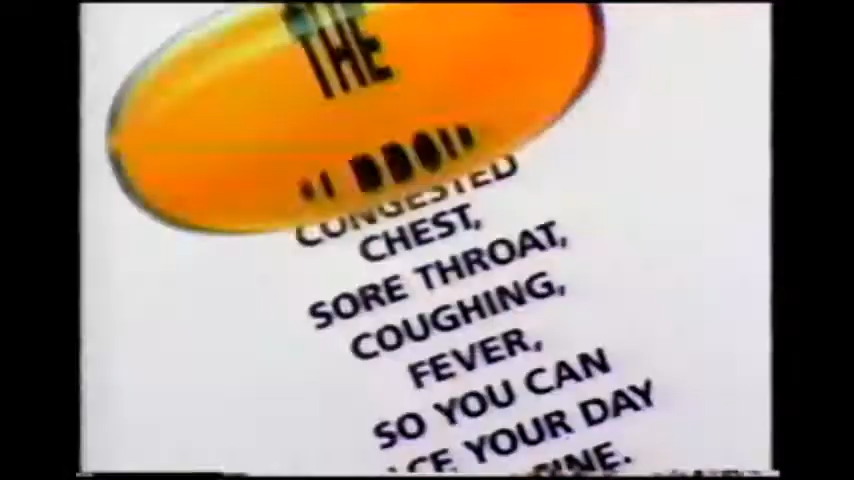 THE
CONGESTED
CHEST,
SORE THROAT,
COUGHING,
FEVER,
SO YOU CAN
YOUR DAY